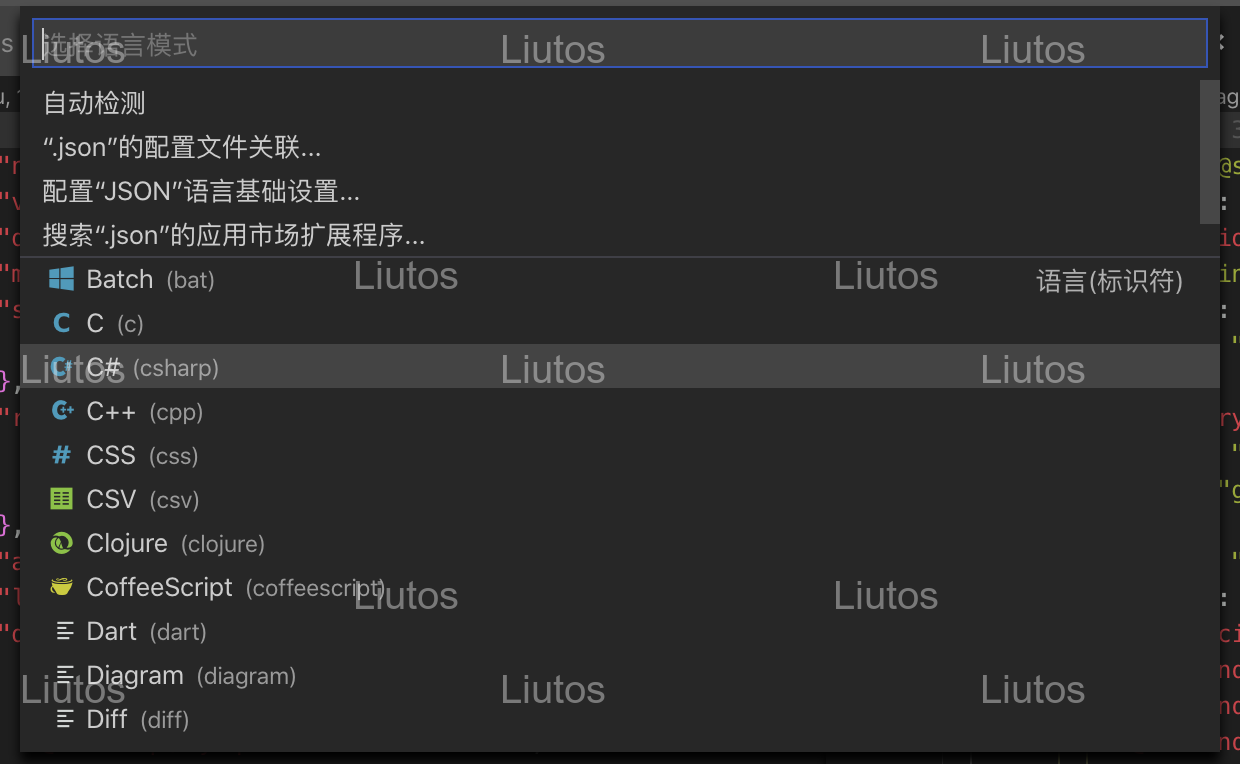 选择语言模式
自动检测
“.json”的配置文件关联...
配置“JSON”语言基础设置...
搜索“.json”的应用市场扩展程序...
Batch (bat) 语言(标识符)
C (c)
C# (csharp)
C++ (cpp)
CSS (css)
CSV (csv)
Clojure (clojure)
CoffeeScript (coffeescript)
Dart (dart)
Diagram (diagram)
Diff (diff)
Liutos Liutos Liutos
Liutos Liutos
Liutos Liutos Liutos
Liutos Liutos
Liutos Liutos Liutos